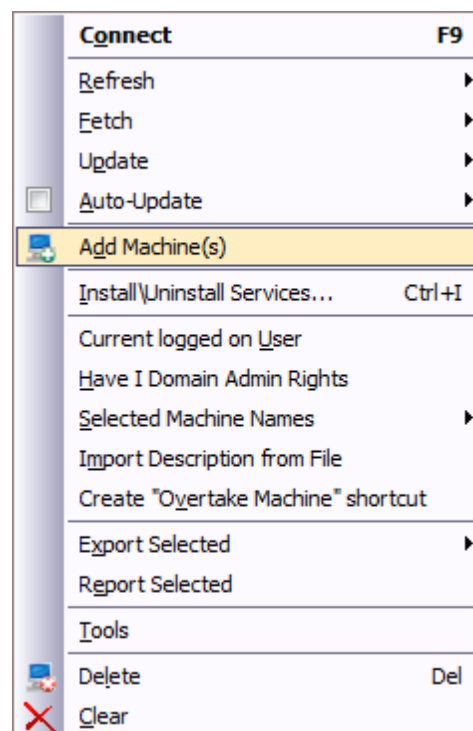 Connect F9
Refresh
Fetch
Update
Auto-Update
Add Machine(s)
Install\Uninstall Services... Ctrl+I
Current logged on User
Have I Domain Admin Rights
Selected Machine Names
Import Description from File
Create "Overtake Machine" shortcut
Export Selected
Report Selected
Tools
Delete Del
Clear